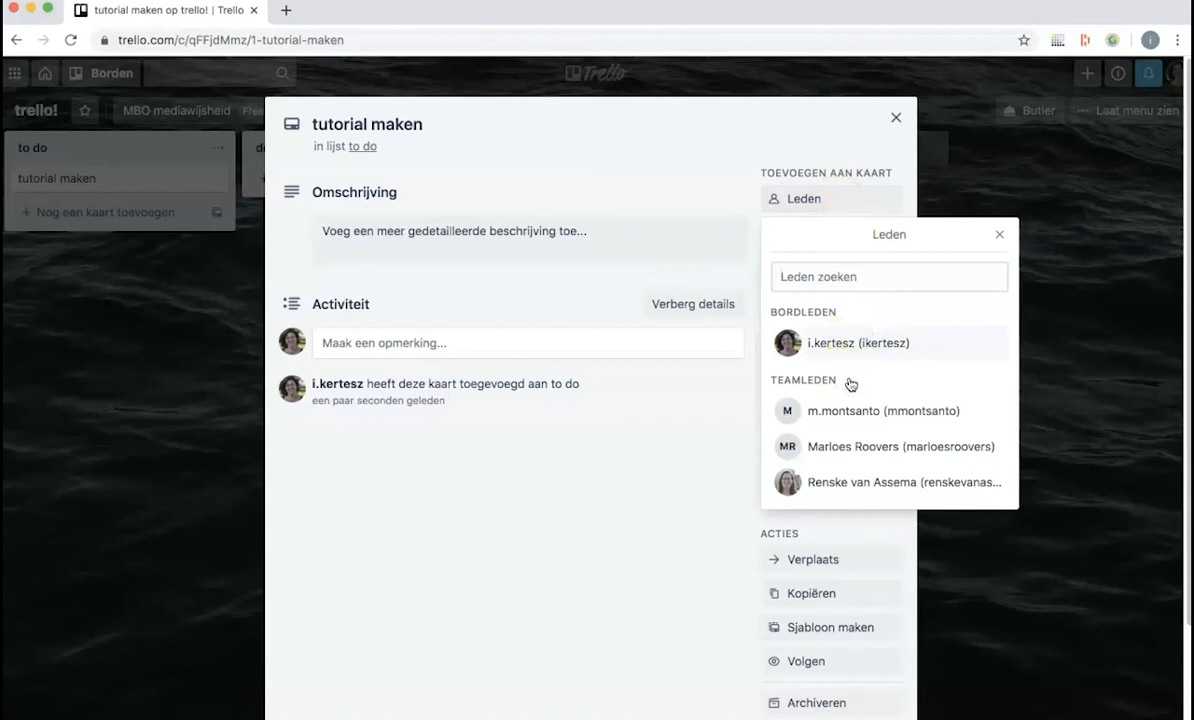 tutorial maken op trello! | Trello
trello.com/c/qFFjdMmz/1-tutorial-maken
Borden
Trello
trello!
MBO mediawijsheid
Free
Butler
Laat menu zien
to do
tutorial maken
Nog een kaart toevoegen
tutorial maken
in lijst to do
Omschrijving
Voeg een meer gedetailleerde beschrijving toe...
Activiteit
Verberg details
Maak een opmerking...
i.kertesz heeft deze kaart toegevoegd aan to do
een paar seconden geleden
TOEVOEGEN AAN KAART
Leden
Leden
Leden zoeken
BORDLEDEN
i.kertesz (ikertesz)
TEAMLEDEN
M m.montsanto (mmontsanto)
MR Marloes Roovers (marloesroovers)
Renske van Assema (renskevanas...
ACTIES
Verplaats
Kopiëren
Sjabloon maken
Volgen
Archiveren